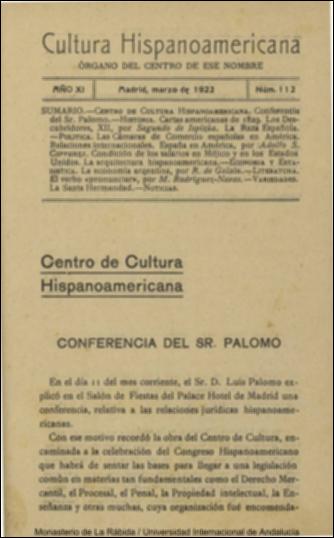 Cultura Hispanoamericana
ÓRGANO DEL CENTRO DE ESE NOMBRE
AÑO XI
Madrid, marzo de 1922
Núm. 112
SUMARIO.—Centro de Cultura Hispanoamericana. Conferencia
del Sr. Palomo.—Historia. Cartas americanas de 1829. Los Des-
cubridores, XII, por Segundo de Ispizúa. La Raza Española.
—Política. Las Cámaras de Comercio españolas en América.
Relaciones internacionales. España en América, por Adolfo S.
Carranza. Condición de los salarios en Méjico y en los Estados
Unidos. La arquitectura hispanoamericana.—Economía y Esta-
dística. La economía argentina, por R. de Galain.—Literatura.
El verbo «pronunciar», por M. Rodríguez-Navas.—Variedades.
La Santa Hermandad.—Noticias.
Centro de Cultura
Hispanoamericana
CONFERENCIA DEL SR. PALOMO
En el día 11 del mes corriente, el Sr. D. Luis Palomo ex-
plicó en el Salón de Fiestas del Palace Hotel de Madrid una
conferencia, relativa a las relaciones jurídicas hispanoame-
ricanas.
Con ese motivo recordó la obra del Centro de Cultura, en-
caminada a la celebración del Congreso Hispanoamericano
que habrá de sentar las bases para llegar a una legislación
común en materias tan fundamentales como el Derecho Mer-
cantil, el Procesal, el Penal, la Propiedad intelectual, la En-
señanza y otras muchas, cuya organización fué encomenda-
Monasterio de La Rábida / Universidad Internacional de Andalucía